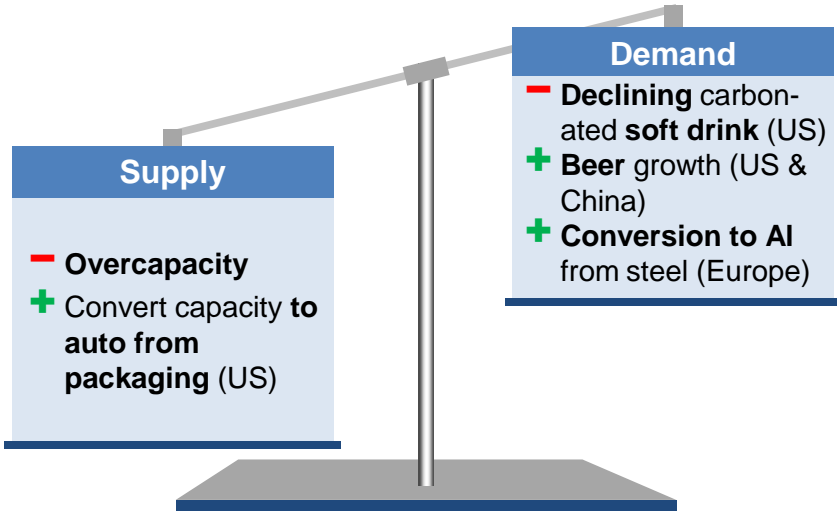 Demand
− Declining carbon-
ated soft drink (US)
+ Beer growth (US &
China)
+ Conversion to Al
from steel (Europe)
Supply
− Overcapacity
+ Convert capacity to
auto from
packaging (US)